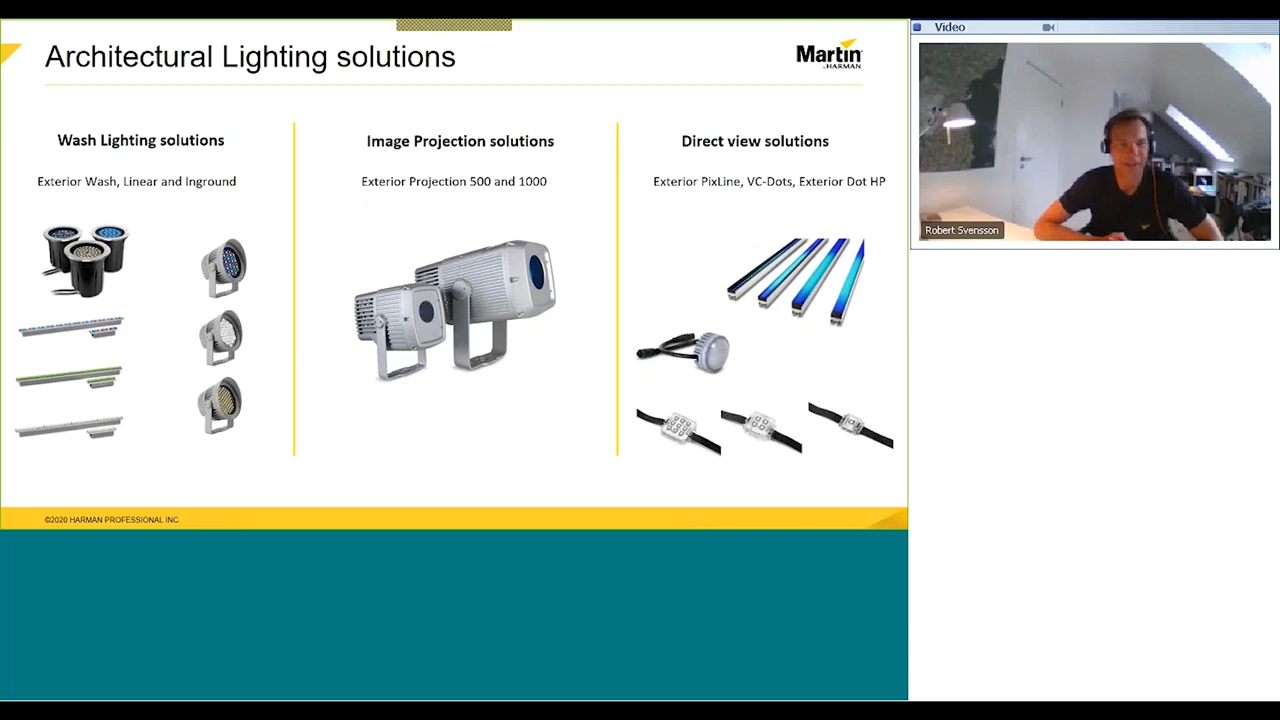 Architectural Lighting solutions
Martin
by HARMAN
Wash Lighting solutions
Exterior Wash, Linear and Inground
Image Projection solutions
Exterior Projection 500 and 1000
Direct view solutions
Exterior PixLine, VC-Dots, Exterior Dot HP
©2020 HARMAN PROFESSIONAL INC.
Video
Robert Svensson